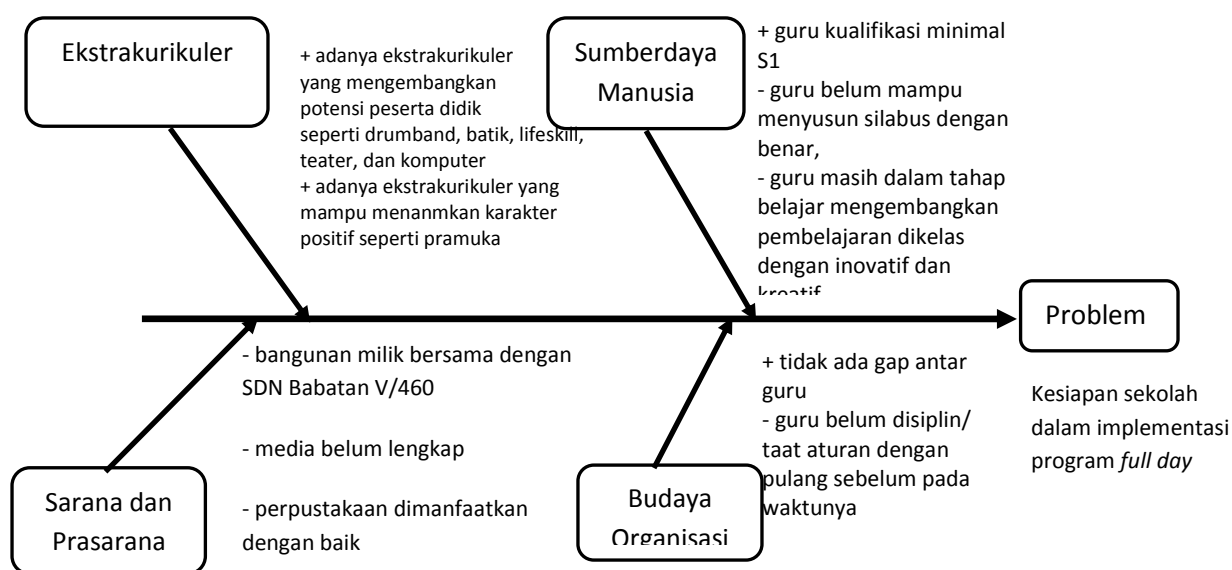 Ekstrakurikuler
+ adanya ekstrakurikuler
yang mengembangkan
potensi peserta didik
seperti drumband, batik, lifeskill,
teater, dan komputer
+ adanya ekstrakurikuler yang
mampu menanmkan karakter
positif seperti pramuka
Sumberdaya
Manusia
+ guru kualifikasi minimal
S1
- guru belum mampu
menyusun silabus dengan
benar,
- guru masih dalam tahap
belajar mengembangkan
pembelajaran dikelas
dengan inovatif dan
kreatif
Problem
Kesiapan sekolah
dalam implementasi
program full day
- bangunan milik bersama dengan
SDN Babatan V/460
- media belum lengkap
- perpustakaan dimanfaatkan
dengan baik
Sarana dan
Prasarana
+ tidak ada gap antar
guru
- guru belum disiplin/
taat aturan dengan
pulang sebelum pada
waktunya
Budaya
Organisasi